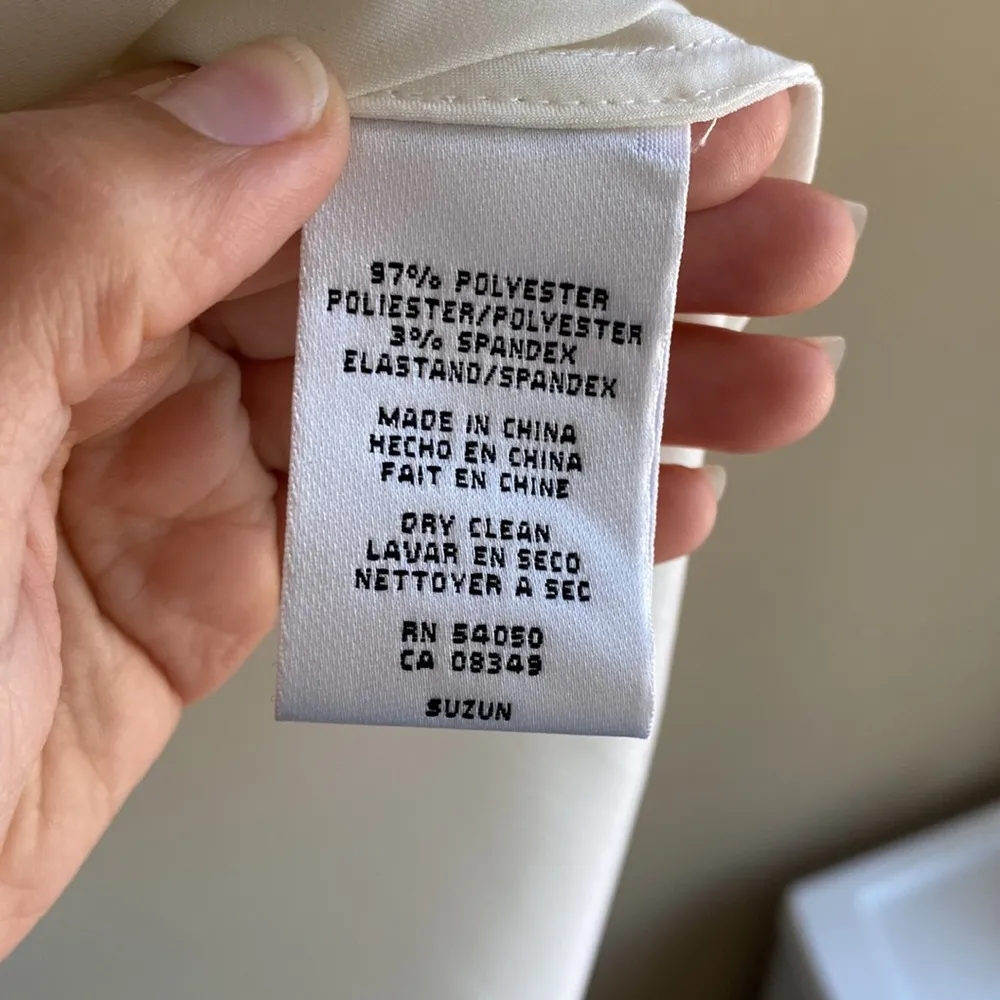 97% POLYESTER
POLIESTER/POLYESTER
3% SPANDEX
ELASTANO/SPANDEX
MADE IN CHINA
HECHO EN CHINA
FAIT EN CHINE
DRY CLEAN
LAVAR EN SECO
NETTOYER A SEC
RN 54050
CA 08349
SUZUN